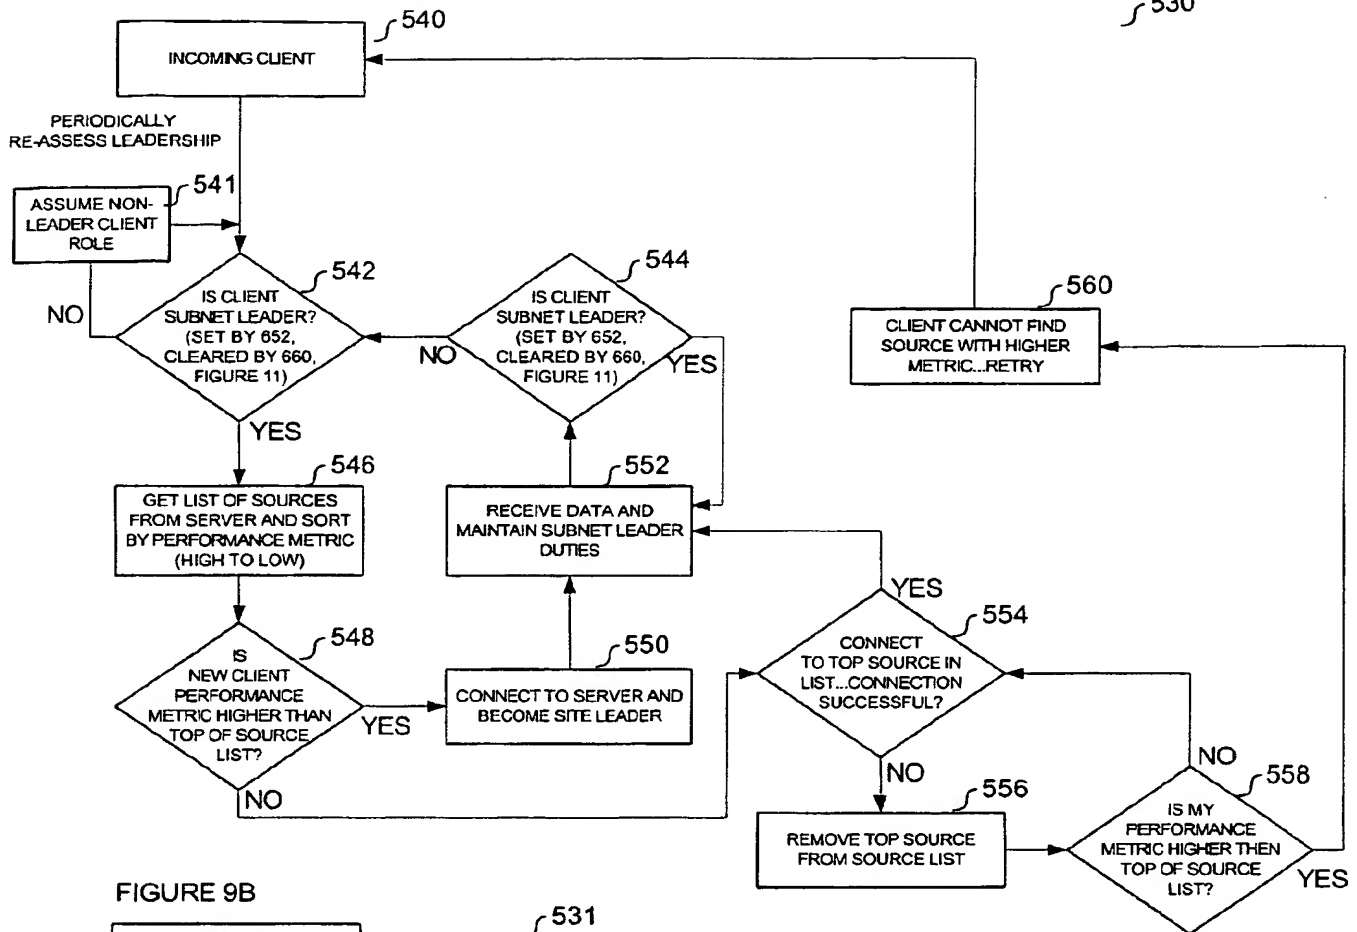 530
540
INCOMING CLIENT
PERIODICALLY
RE-ASSESS LEADERSHIP
541
ASSUME NON-
LEADER CLIENT
ROLE
542
IS CLIENT
SUBNET LEADER?
(SET BY 652,
CLEARED BY 660,
FIGURE 11)
NO
YES
544
IS CLIENT
SUBNET LEADER?
(SET BY 652,
CLEARED BY 660,
FIGURE 11)
NO
YES
560
CLIENT CANNOT FIND
SOURCE WITH HIGHER
METRIC...RETRY
546
GET LIST OF SOURCES
FROM SERVER AND SORT
BY PERFORMANCE METRIC
(HIGH TO LOW)
552
RECEIVE DATA AND
MAINTAIN SUBNET LEADER
DUTIES
548
IS
NEW CLIENT
PERFORMANCE
METRIC HIGHER THAN
TOP OF SOURCE
LIST?
YES
NO
550
CONNECT TO SERVER AND
BECOME SITE LEADER
YES
554
CONNECT
TO TOP SOURCE IN
LIST...CONNECTION
SUCCESSFUL?
NO
556
REMOVE TOP SOURCE
FROM SOURCE LIST
NO
558
IS MY
PERFORMANCE
METRIC HIGHER THEN
TOP OF SOURCE
LIST?
YES
FIGURE 9B
531